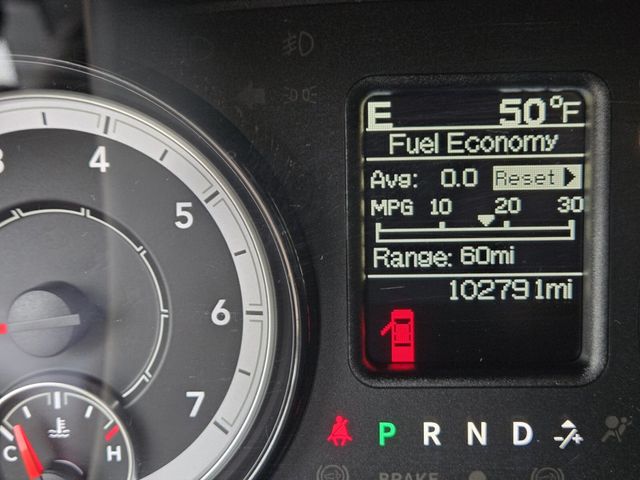 E 50°F
Fuel Economy
Avg: 0.0 Reset
MPG 10 20 30
Range: 60mi
102791mi
3 4 5 6 7
C H
P R N D
BRAKE